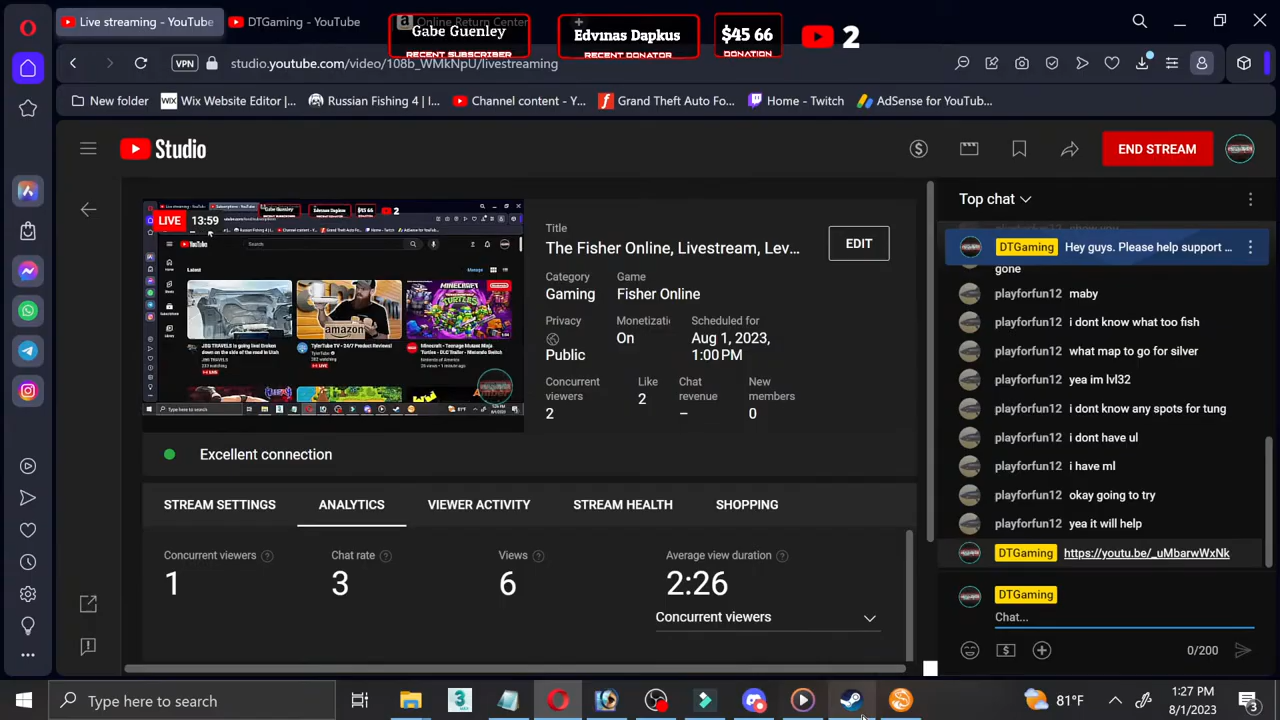 Live streaming - YouTube
DTGaming - YouTube
Online Return Center
Gabe Guenley
RECENT SUBSCRIBER
Edvinas Dapkus
RECENT DONATOR
$45 66
DONATION
2
VPN
studio.youtube.com/video/108b_WMkNpU/livestreaming
New folder
WIX Wix Website Editor |...
Russian Fishing 4 | I...
Channel content - Y...
Grand Theft Auto Fo...
Home - Twitch
AdSense for YouTub...
Studio
END STREAM
LIVE 13:59
Title
The Fisher Online, Livestream, Lev...
EDIT
Category
Gaming
Game
Fisher Online
Privacy
Public
Monetizati
On
Scheduled for
Aug 1, 2023,
1:00 PM
Concurrent
viewers
2
Like
2
Chat
revenue
–
New
members
0
Excellent connection
STREAM SETTINGS
ANALYTICS
VIEWER ACTIVITY
STREAM HEALTH
SHOPPING
Concurrent viewers
1
Chat rate
3
Views
6
Average view duration
2:26
Concurrent viewers
Top chat
DTGaming Hey guys. Please help support ...
gone
playforfun12 maby
playforfun12 i dont know what too fish
playforfun12 what map to go for silver
playforfun12 yea im lvl32
playforfun12 i dont know any spots for tung
playforfun12 i dont have ul
playforfun12 i have ml
playforfun12 okay going to try
playforfun12 yea it will help
DTGaming https://youtu.be/_uMbarwWxNk
DTGaming
Chat...
0/200
Type here to search
81°F
1:27 PM
8/1/2023
3